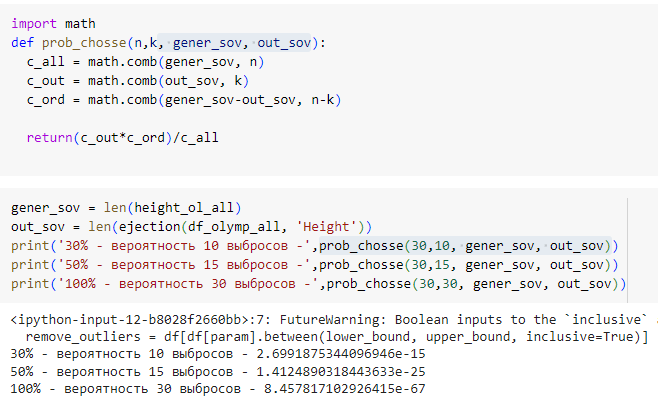 import math
def prob_chosse(n,k, gener_sov, out_sov):
  c_all = math.comb(gener_sov, n)
  c_out = math.comb(out_sov, k)
  c_ord = math.comb(gener_sov-out_sov, n-k)
  return(c_out*c_ord)/c_all
gener_sov = len(height_ol_all)
out_sov = len(ejection(df_olymp_all, 'Height'))
print('30% - вероятность 10 выбросов -',prob_chosse(30,10, gener_sov, out_sov))
print('50% - вероятность 15 выбросов -',prob_chosse(30,15, gener_sov, out_sov))
print('100% - вероятность 30 выбросов -',prob_chosse(30,30, gener_sov, out_sov))
<ipython-input-12-b8028f2660bb>:7: FutureWarning: Boolean inputs to the `inclusive`
  remove_outliers = df[df[param].between(lower_bound, upper_bound, inclusive=True)]
30% - вероятность 10 выбросов - 2.6991875344096946e-15
50% - вероятность 15 выбросов - 1.4124890318443633e-25
100% - вероятность 30 выбросов - 8.457817102926415e-67